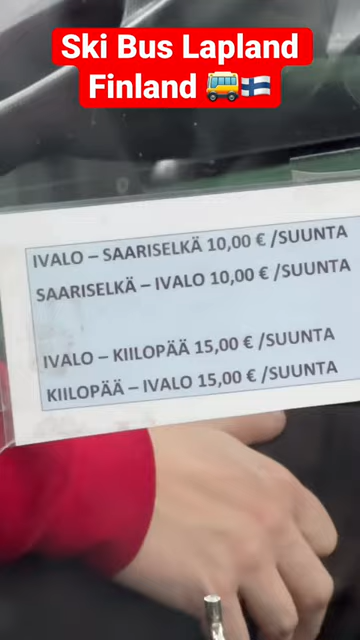 Ski Bus Lapland
Finland 🚌🇫🇮
IVALO – SAARISELKÄ 10,00 € /SUUNTA
SAARISELKÄ – IVALO 10,00 € /SUUNTA
IVALO – KIILOPÄÄ 15,00 € /SUUNTA
KIILOPÄÄ – IVALO 15,00 € /SUUNTA